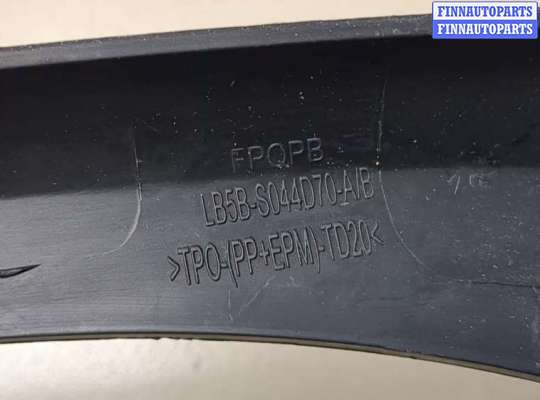 FINNAUTOPARTS
FINNAUTOPARTS
FPQPB
LB5B-S044D70-A/B
>TPO-(PP+EPM)-TD20<